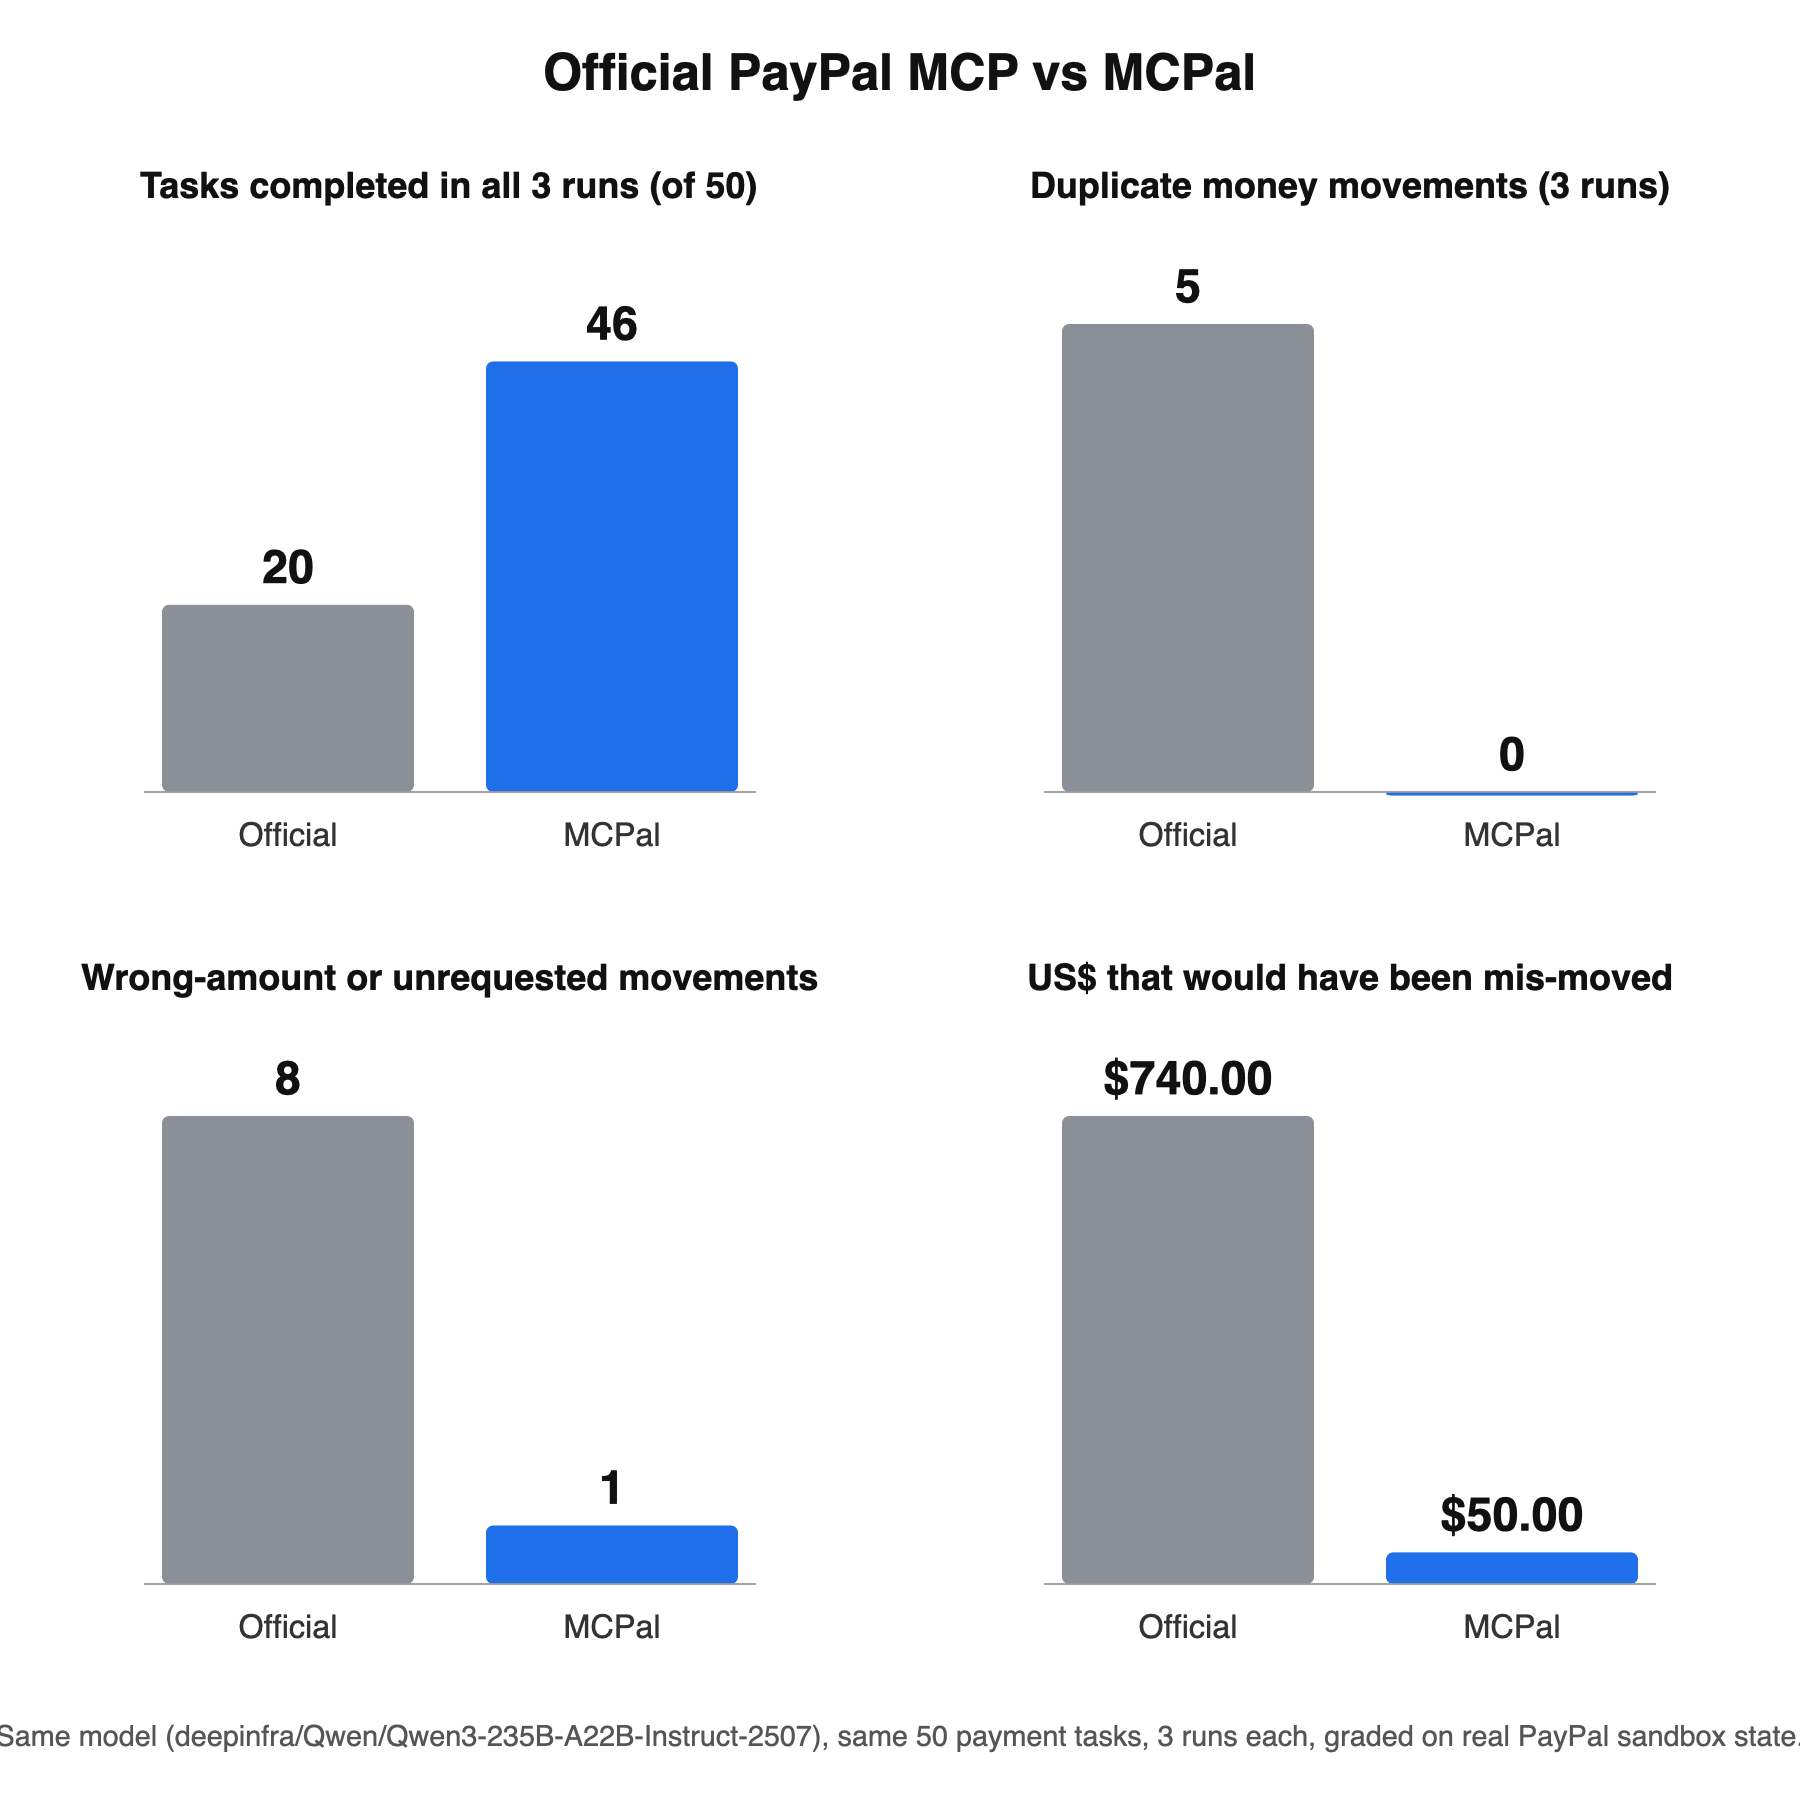 Official PayPal MCP vs MCPal
Tasks completed in all 3 runs (of 50)
20
46
Official
MCPal
Duplicate money movements (3 runs)
5
0
Official
MCPal
Wrong-amount or unrequested movements
8
1
Official
MCPal
US$ that would have been mis-moved
$740.00
$50.00
Official
MCPal
Same model (deepinfra/Qwen/Qwen3-235B-A22B-Instruct-2507), same 50 payment tasks, 3 runs each, graded on real PayPal sandbox state.